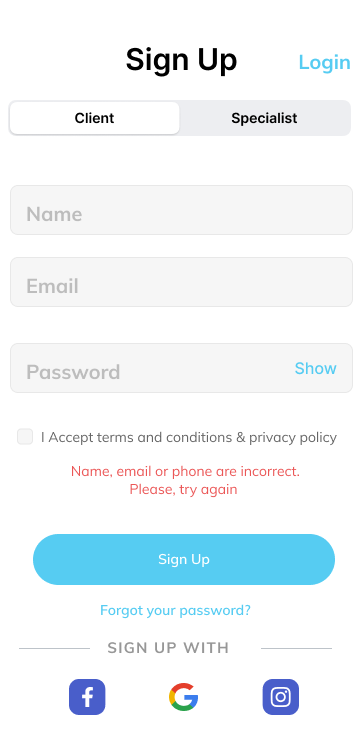 Sign Up
Login
Client
Specialist
Name
Email
Password
Show
I Accept terms and conditions & privacy policy
Name, email or phone are incorrect.
Please, try again
Sign Up
Forgot your password?
SIGN UP WITH